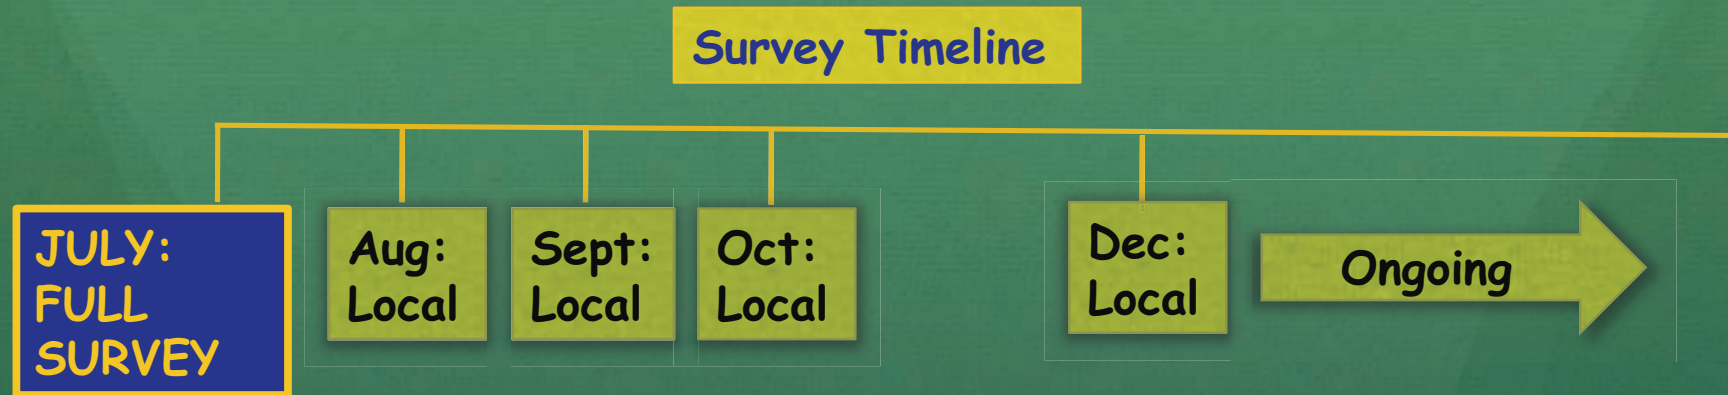 Survey Timeline
JULY:
FULL
SURVEY
Aug:
Local
Sept:
Local
Oct:
Local
Dec:
Local
Ongoing